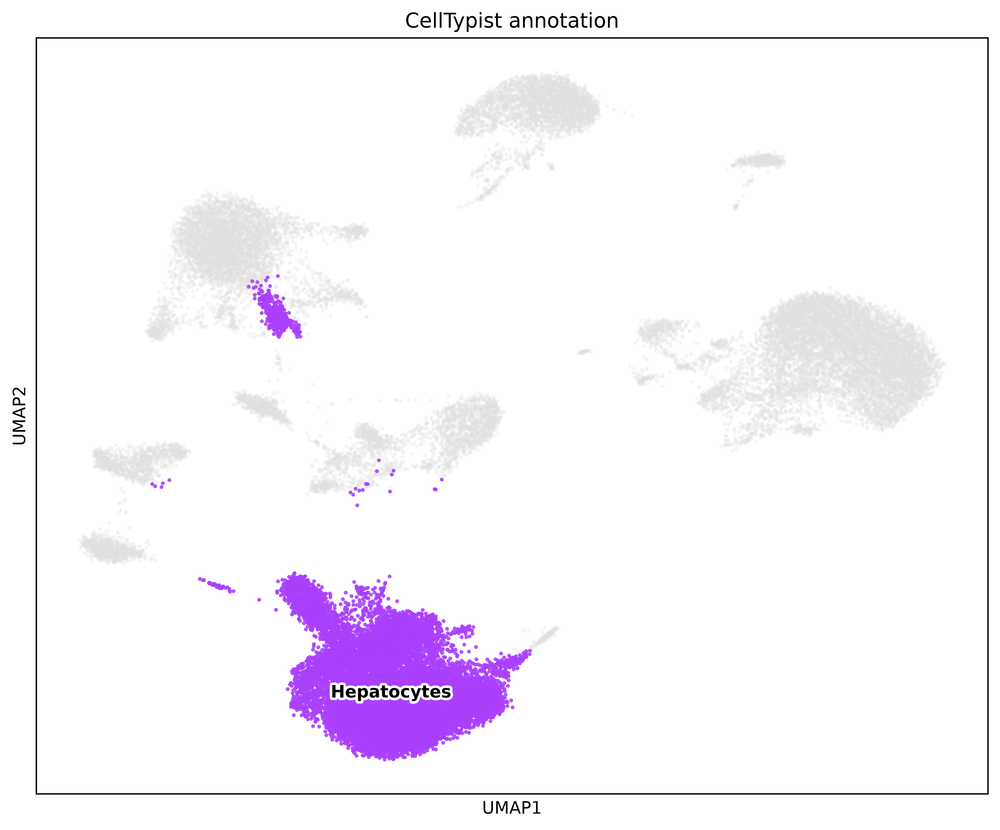 CellTypist annotation
UMAP2
Hepatocytes
UMAP1